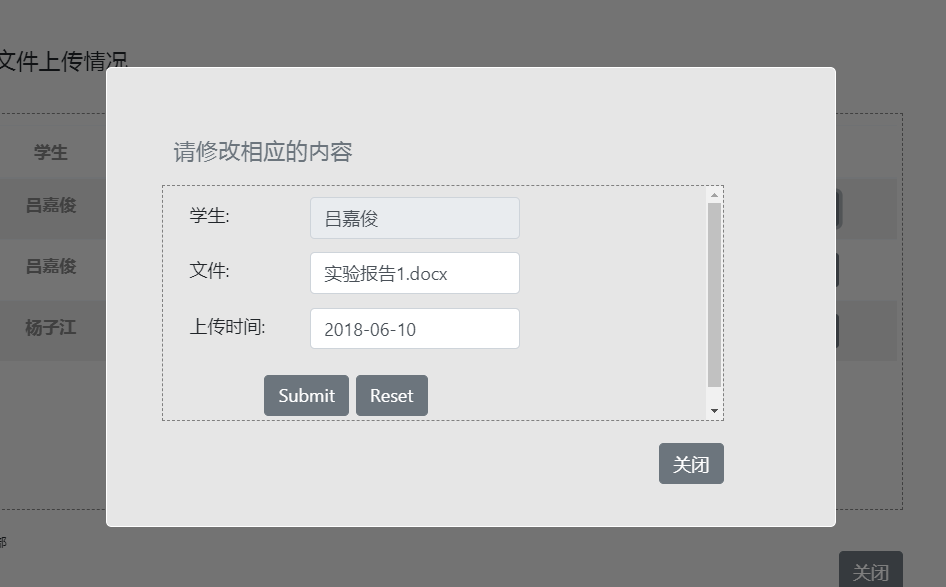 文件上传情况
请修改相应的内容
学生
学生:
吕嘉俊
吕嘉俊
文件:
实验报告1.docx
吕嘉俊
上传时间:
2018-06-10
杨子江
Submit
Reset
关闭
部
关闭